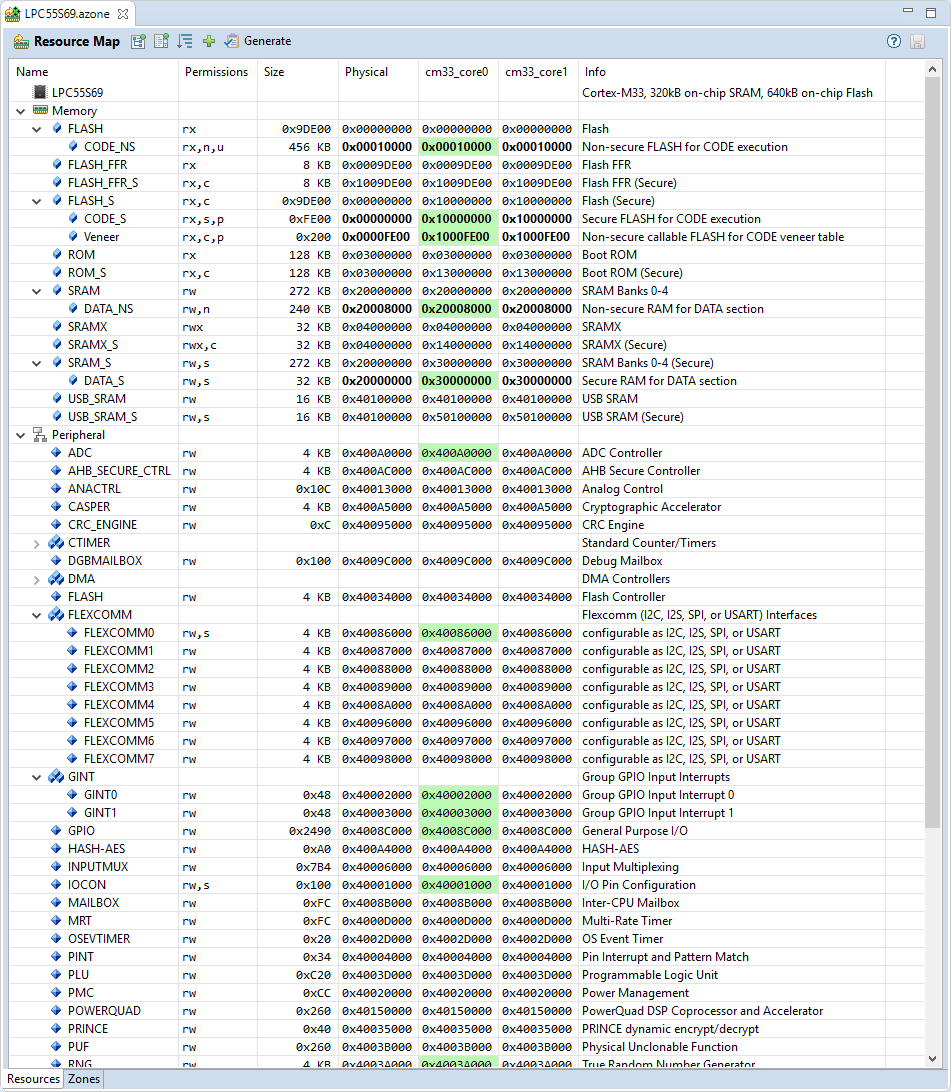 LPC55S69.azone
Resource Map Generate
Name Permissions Size Physical cm33_core0 cm33_core1 Info
LPC55S69 Cortex-M33, 320kB on-chip SRAM, 640kB on-chip Flash
Memory
FLASH rx 0x9DE00 0x00000000 0x00000000 0x00000000 Flash
CODE_NS rx,n,u 456 KB 0x00010000 0x00010000 0x00010000 Non-secure FLASH for CODE execution
FLASH_FFR rx 8 KB 0x0009DE00 0x0009DE00 0x0009DE00 Flash FFR
FLASH_FFR_S rx,c 8 KB 0x1009DE00 0x1009DE00 0x1009DE00 Flash FFR (Secure)
FLASH_S rx,c 0x9DE00 0x00000000 0x10000000 0x10000000 Flash (Secure)
CODE_S rx,s,p 0xFE00 0x00000000 0x10000000 0x10000000 Secure FLASH for CODE execution
Veneer rx,c,p 0x200 0x0000FE00 0x1000FE00 0x1000FE00 Non-secure callable FLASH for CODE veneer table
ROM rx 128 KB 0x03000000 0x03000000 0x03000000 Boot ROM
ROM_S rx,c 128 KB 0x03000000 0x13000000 0x13000000 Boot ROM (Secure)
SRAM rw 272 KB 0x20000000 0x20000000 0x20000000 SRAM Banks 0-4
DATA_NS rw,n 240 KB 0x20008000 0x20008000 0x20008000 Non-secure RAM for DATA section
SRAMX rwx 32 KB 0x04000000 0x04000000 0x04000000 SRAMX
SRAMX_S rwx,c 32 KB 0x04000000 0x14000000 0x14000000 SRAMX (Secure)
SRAM_S rw,s 272 KB 0x20000000 0x30000000 0x30000000 SRAM Banks 0-4 (Secure)
DATA_S rw,s 32 KB 0x20000000 0x30000000 0x30000000 Secure RAM for DATA section
USB_SRAM rw 16 KB 0x40100000 0x40100000 0x40100000 USB SRAM
USB_SRAM_S rw,s 16 KB 0x40100000 0x50100000 0x50100000 USB SRAM (Secure)
Peripheral
ADC rw 4 KB 0x400A0000 0x400A0000 0x400A0000 ADC Controller
AHB_SECURE_CTRL rw 4 KB 0x400AC000 0x400AC000 0x400AC000 AHB Secure Controller
ANACTRL rw 0x10C 0x40013000 0x40013000 0x40013000 Analog Control
CASPER rw 4 KB 0x400A5000 0x400A5000 0x400A5000 Cryptographic Accelerator
CRC_ENGINE rw 0xC 0x40095000 0x40095000 0x40095000 CRC Engine
CTIMER Standard Counter/Timers
DGBMAILBOX rw 0x100 0x4009C000 0x4009C000 0x4009C000 Debug Mailbox
DMA DMA Controllers
FLASH rw 4 KB 0x40034000 0x40034000 0x40034000 Flash Controller
FLEXCOMM Flexcomm (I2C, I2S, SPI, or USART) Interfaces
FLEXCOMM0 rw,s 4 KB 0x40086000 0x40086000 0x40086000 configurable as I2C, I2S, SPI, or USART
FLEXCOMM1 rw 4 KB 0x40087000 0x40087000 0x40087000 configurable as I2C, I2S, SPI, or USART
FLEXCOMM2 rw 4 KB 0x40088000 0x40088000 0x40088000 configurable as I2C, I2S, SPI, or USART
FLEXCOMM3 rw 4 KB 0x40089000 0x40089000 0x40089000 configurable as I2C, I2S, SPI, or USART
FLEXCOMM4 rw 4 KB 0x4008A000 0x4008A000 0x4008A000 configurable as I2C, I2S, SPI, or USART
FLEXCOMM5 rw 4 KB 0x40096000 0x40096000 0x40096000 configurable as I2C, I2S, SPI, or USART
FLEXCOMM6 rw 4 KB 0x40097000 0x40097000 0x40097000 configurable as I2C, I2S, SPI, or USART
FLEXCOMM7 rw 4 KB 0x40098000 0x40098000 0x40098000 configurable as I2C, I2S, SPI, or USART
GINT Group GPIO Input Interrupts
GINT0 rw 0x48 0x40002000 0x40002000 0x40002000 Group GPIO Input Interrupt 0
GINT1 rw 0x48 0x40003000 0x40003000 0x40003000 Group GPIO Input Interrupt 1
GPIO rw 0x2490 0x4008C000 0x4008C000 0x4008C000 General Purpose I/O
HASH-AES rw 0xA0 0x400A4000 0x400A4000 0x400A4000 HASH-AES
INPUTMUX rw 0x7B4 0x40006000 0x40006000 0x40006000 Input Multiplexing
IOCON rw,s 0x100 0x40001000 0x40001000 0x40001000 I/O Pin Configuration
MAILBOX rw 0xFC 0x4008B000 0x4008B000 0x4008B000 Inter-CPU Mailbox
MRT rw 0xFC 0x4000D000 0x4000D000 0x4000D000 Multi-Rate Timer
OSEVTIMER rw 0x20 0x4002D000 0x4002D000 0x4002D000 OS Event Timer
PINT rw 0x34 0x40004000 0x40004000 0x40004000 Pin Interrupt and Pattern Match
PLU rw 0xC20 0x4003D000 0x4003D000 0x4003D000 Programmable Logic Unit
PMC rw 0xCC 0x40020000 0x40020000 0x40020000 Power Management
POWERQUAD rw 0x260 0x40150000 0x40150000 0x40150000 PowerQuad DSP Coprocessor and Accelerator
PRINCE rw 0x40 0x40035000 0x40035000 0x40035000 PRINCE dynamic encrypt/decrypt
PUF rw 0x260 0x4003B000 0x4003B000 0x4003B000 Physical Unclonable Function
RNG rw 4 KB 0x4003A000 0x4003A000 0x4003A000 True Random Number Generator
Resources Zones